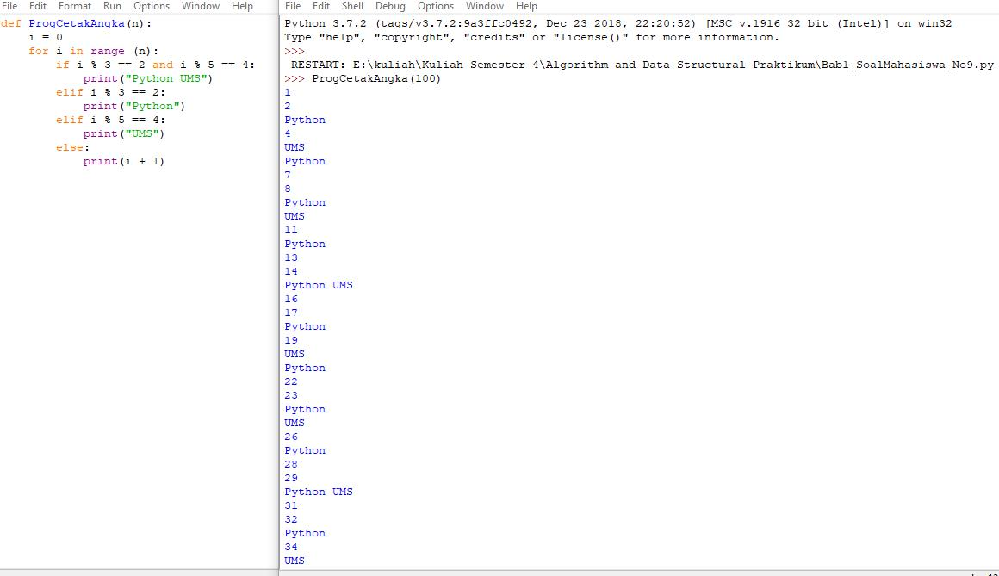 File Edit Format Run Options Window Help
def ProgCetakAngka(n):
    i = 0
    for i in range (n):
        if i % 3 == 2 and i % 5 == 4:
            print("Python UMS")
        elif i % 3 == 2:
            print("Python")
        elif i % 5 == 4:
            print("UMS")
        else:
            print(i + 1)
File Edit Shell Debug Options Window Help
Python 3.7.2 (tags/v3.7.2:9a3ffc0492, Dec 23 2018, 22:20:52) [MSC v.1916 32 bit (Intel)] on win32
Type "help", "copyright", "credits" or "license()" for more information.
>>>
 RESTART: E:\kuliah\Kuliah Semester 4\Algorithm and Data Structural Praktikum\Bab1_SoalMahasiswa_No9.py
>>> ProgCetakAngka(100)
1
2
Python
4
UMS
Python
7
8
Python
UMS
11
Python
13
14
Python UMS
16
17
Python
19
UMS
Python
22
23
Python
UMS
26
Python
28
29
Python UMS
31
32
Python
34
UMS